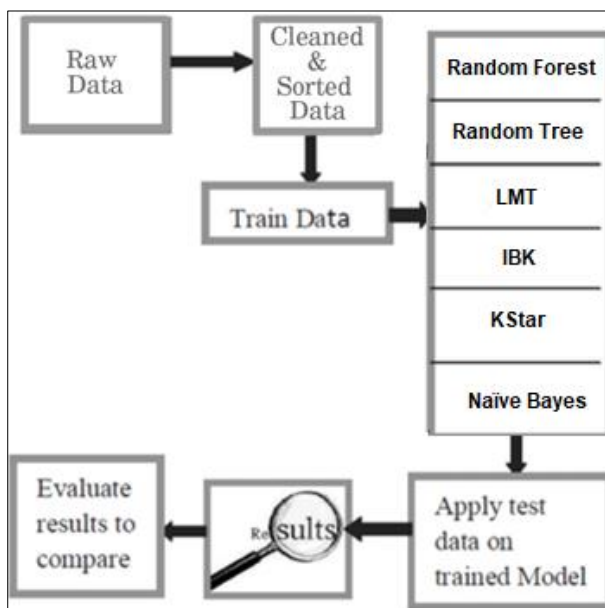 Raw
Data
Cleaned
&
Sorted
Data
Train Data
Random Forest
Random Tree
LMT
IBK
KStar
Naïve Bayes
Apply test
data on
trained Model
Results
Evaluate
results to
compare